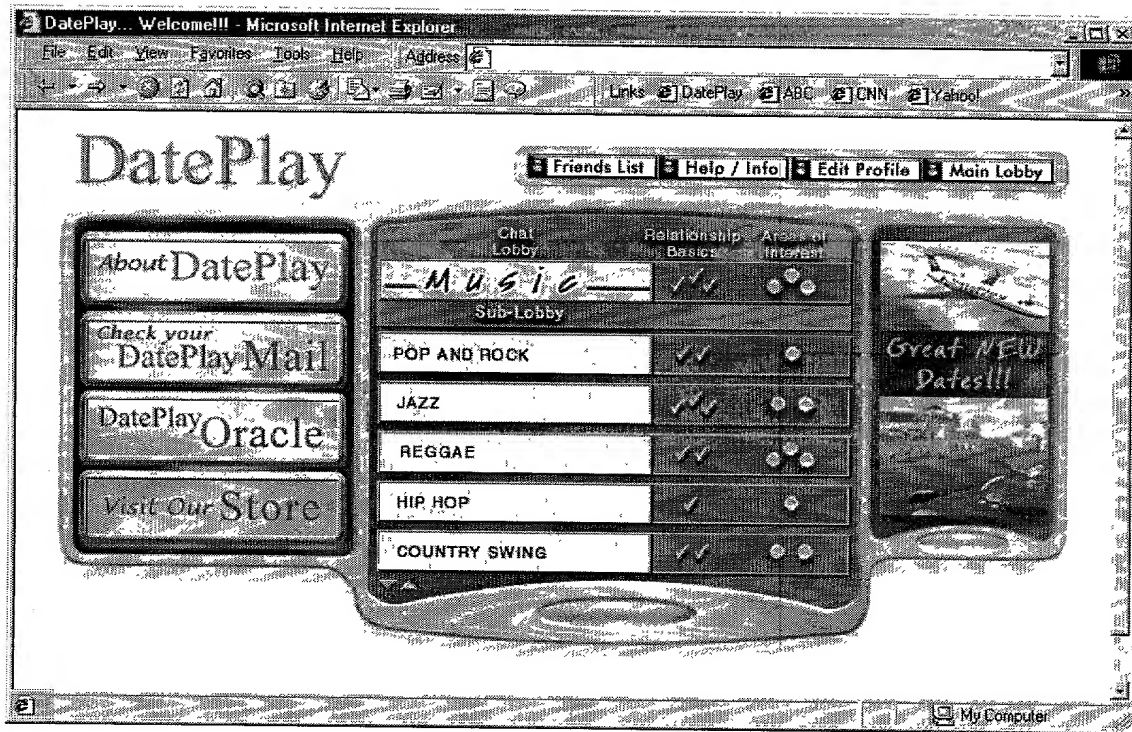 DatePlay... Welcome!!! - Microsoft Internet Explorer
File Edit View Favorites Tools Help Address
Links DatePlay ABC CNN Yahoo! »
DatePlay
Friends List Help / Info Edit Profile Main Lobby
About DatePlay
Check your
DatePlay Mail
DatePlay Oracle
Visit Our Store
Chat
Lobby
Relationship
Basics
Areas of
Interest
Music
Sub-Lobby
POP AND ROCK
JAZZ
REGGAE
HIP HOP
COUNTRY SWING
Great NEW
Dates!!!
My Computer